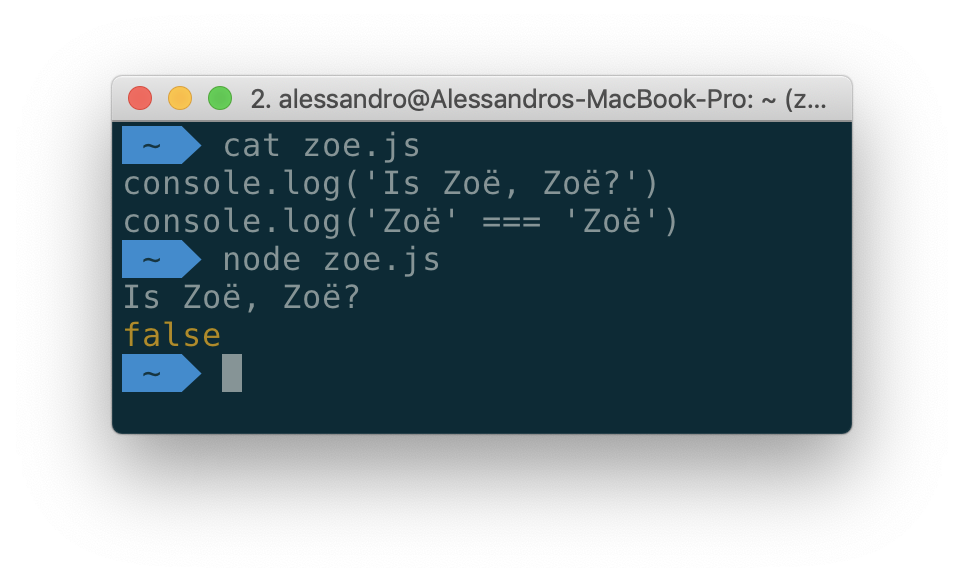 2. alessandro@Alessandros-MacBook-Pro: ~ (z...
~ cat zoe.js
console.log('Is Zoë, Zoë?')
console.log('Zoë' === 'Zoë')
~ node zoe.js
Is Zoë, Zoë?
false
~